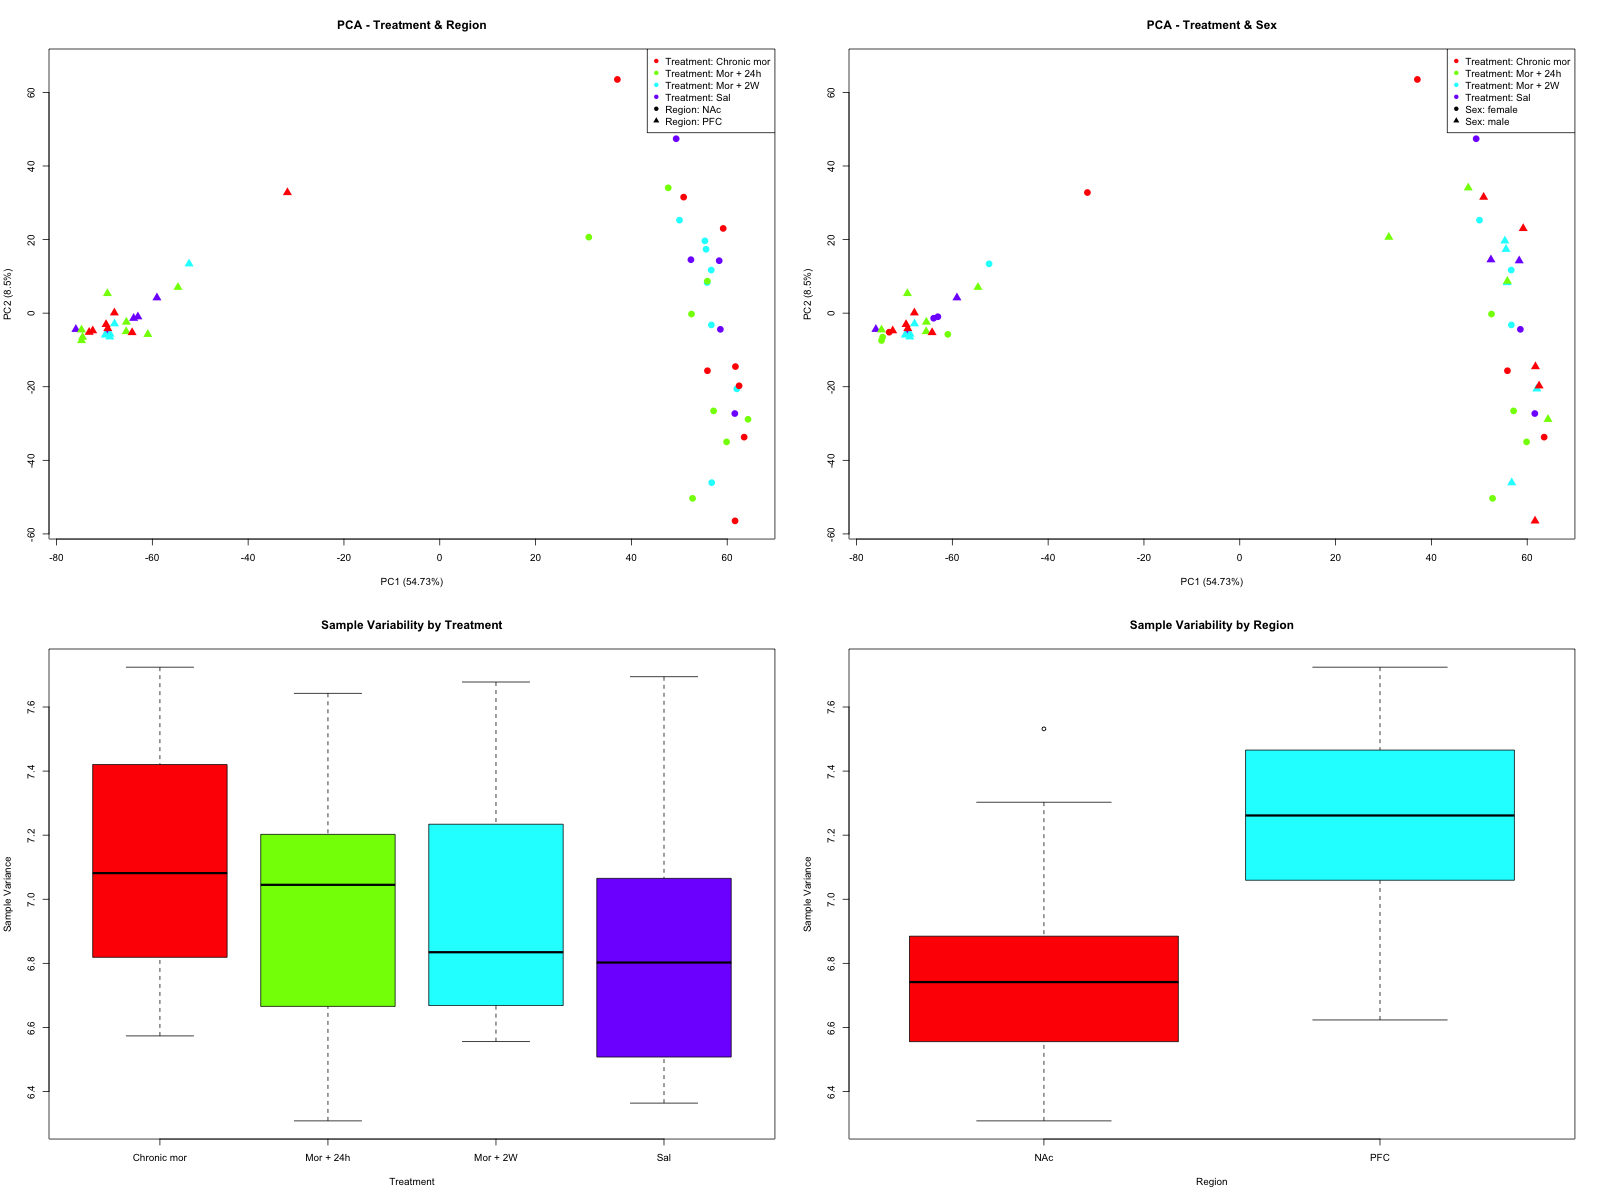 PCA - Treatment & Region
Treatment: Chronic mor
Treatment: Mor + 24h
Treatment: Mor + 2W
Treatment: Sal
Region: NAc
Region: PFC
PC2 (8.5%)
60
40
20
0
-20
-40
-60
-80 -60 -40 -20 0 20 40 60
PC1 (54.73%)
PCA - Treatment & Sex
Treatment: Chronic mor
Treatment: Mor + 24h
Treatment: Mor + 2W
Treatment: Sal
Sex: female
Sex: male
PC2 (8.5%)
60
40
20
0
-20
-40
-60
-80 -60 -40 -20 0 20 40 60
PC1 (54.73%)
Sample Variability by Treatment
Sample Variance
7.6
7.4
7.2
7.0
6.8
6.6
6.4
Chronic mor Mor + 24h Mor + 2W Sal
Treatment
Sample Variability by Region
Sample Variance
7.6
7.4
7.2
7.0
6.8
6.6
6.4
NAc PFC
Region